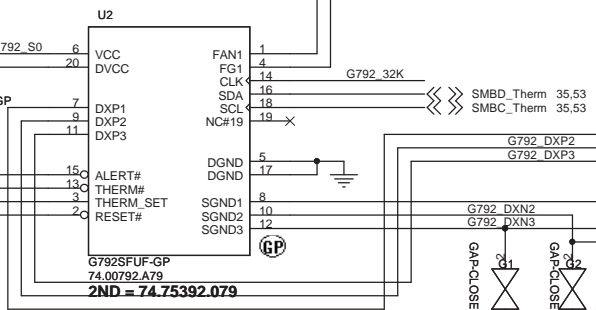 U2
792_S0 6 VCC FAN1 1
20 DVCC FG1 4
CLK 14 G792_32K
SDA 16 SMBD_Therm 35,53
GP 7 DXP1 SCL 18 SMBC_Therm 35,53
9 DXP2 NC#19 19
11 DXP3
G792_DXP2
DGND 5 G792_DXP3
15 ALERT# DGND 17
13 THERM#
3 THERM_SET SGND1 8
2 RESET# SGND2 10 G792_DXN2
SGND3 12 G792_DXN3
GP
G792SFUF-GP
74.00792.A79
2ND = 74.75392.079
GAP-CLOSE
2
G1
GAP-CLOSE
2
G2